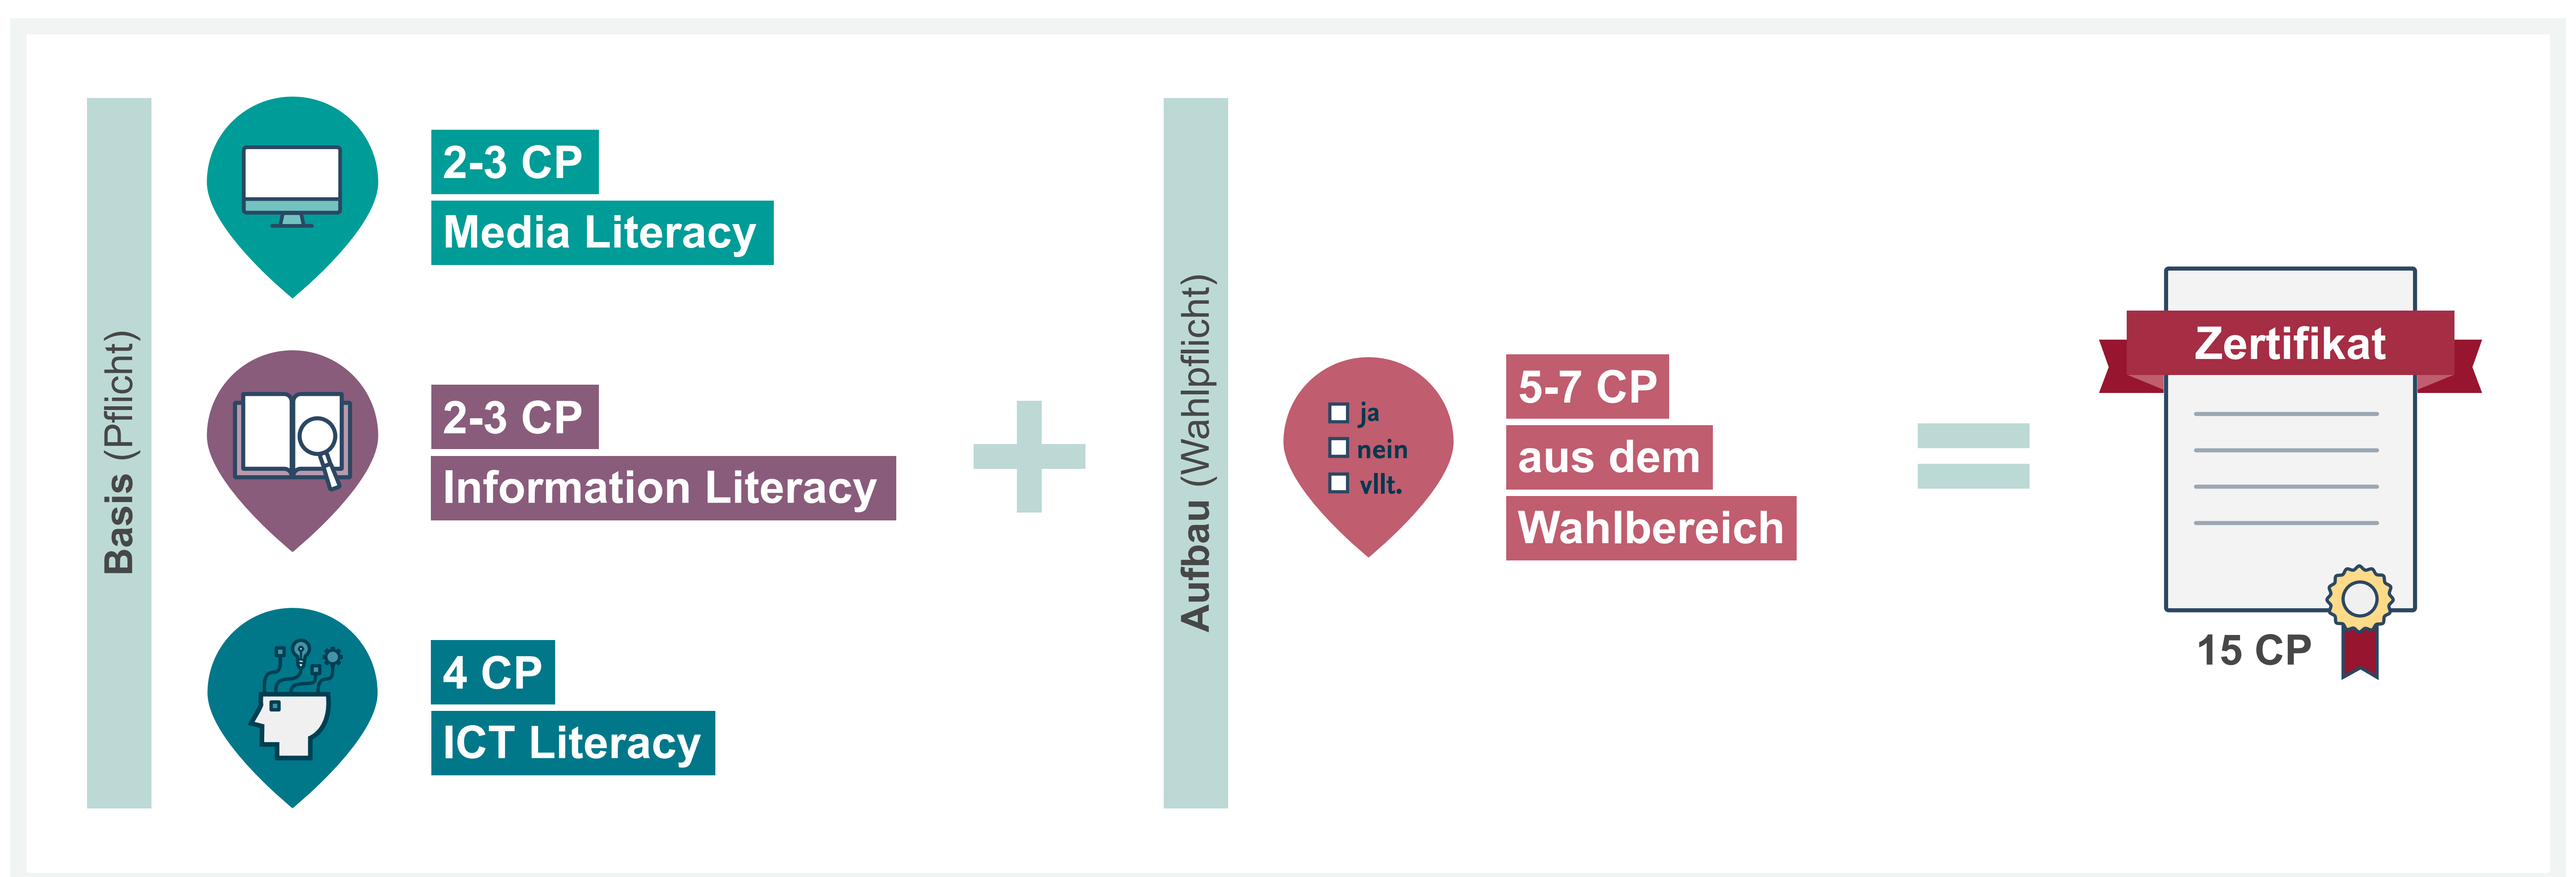 Basis (Pflicht)
2-3 CP
Media Literacy
2-3 CP
Information Literacy
4 CP
ICT Literacy
Aufbau (Wahlpflicht)
ja
nein
vllt.
5-7 CP
aus dem
Wahlbereich
Zertifikat
15 CP